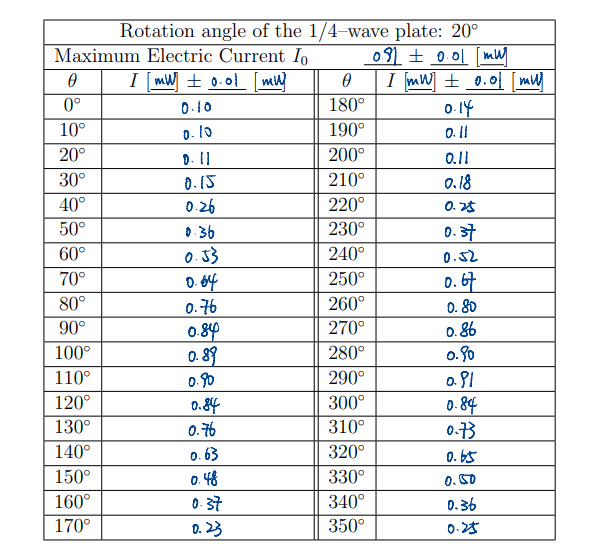 Rotation angle of the 1/4–wave plate: 20°
Maximum Electric Current I₀ 0.91 ± 0.01 [mW]
θ I [mW] ± 0.01 [mW] θ I [mW] ± 0.01 [mW]
0° 0.10 180° 0.14
10° 0.10 190° 0.11
20° 0.11 200° 0.11
30° 0.15 210° 0.18
40° 0.26 220° 0.25
50° 0.36 230° 0.37
60° 0.53 240° 0.52
70° 0.64 250° 0.67
80° 0.76 260° 0.80
90° 0.84 270° 0.86
100° 0.89 280° 0.90
110° 0.90 290° 0.91
120° 0.84 300° 0.84
130° 0.76 310° 0.73
140° 0.63 320° 0.65
150° 0.48 330° 0.50
160° 0.37 340° 0.36
170° 0.23 350° 0.25